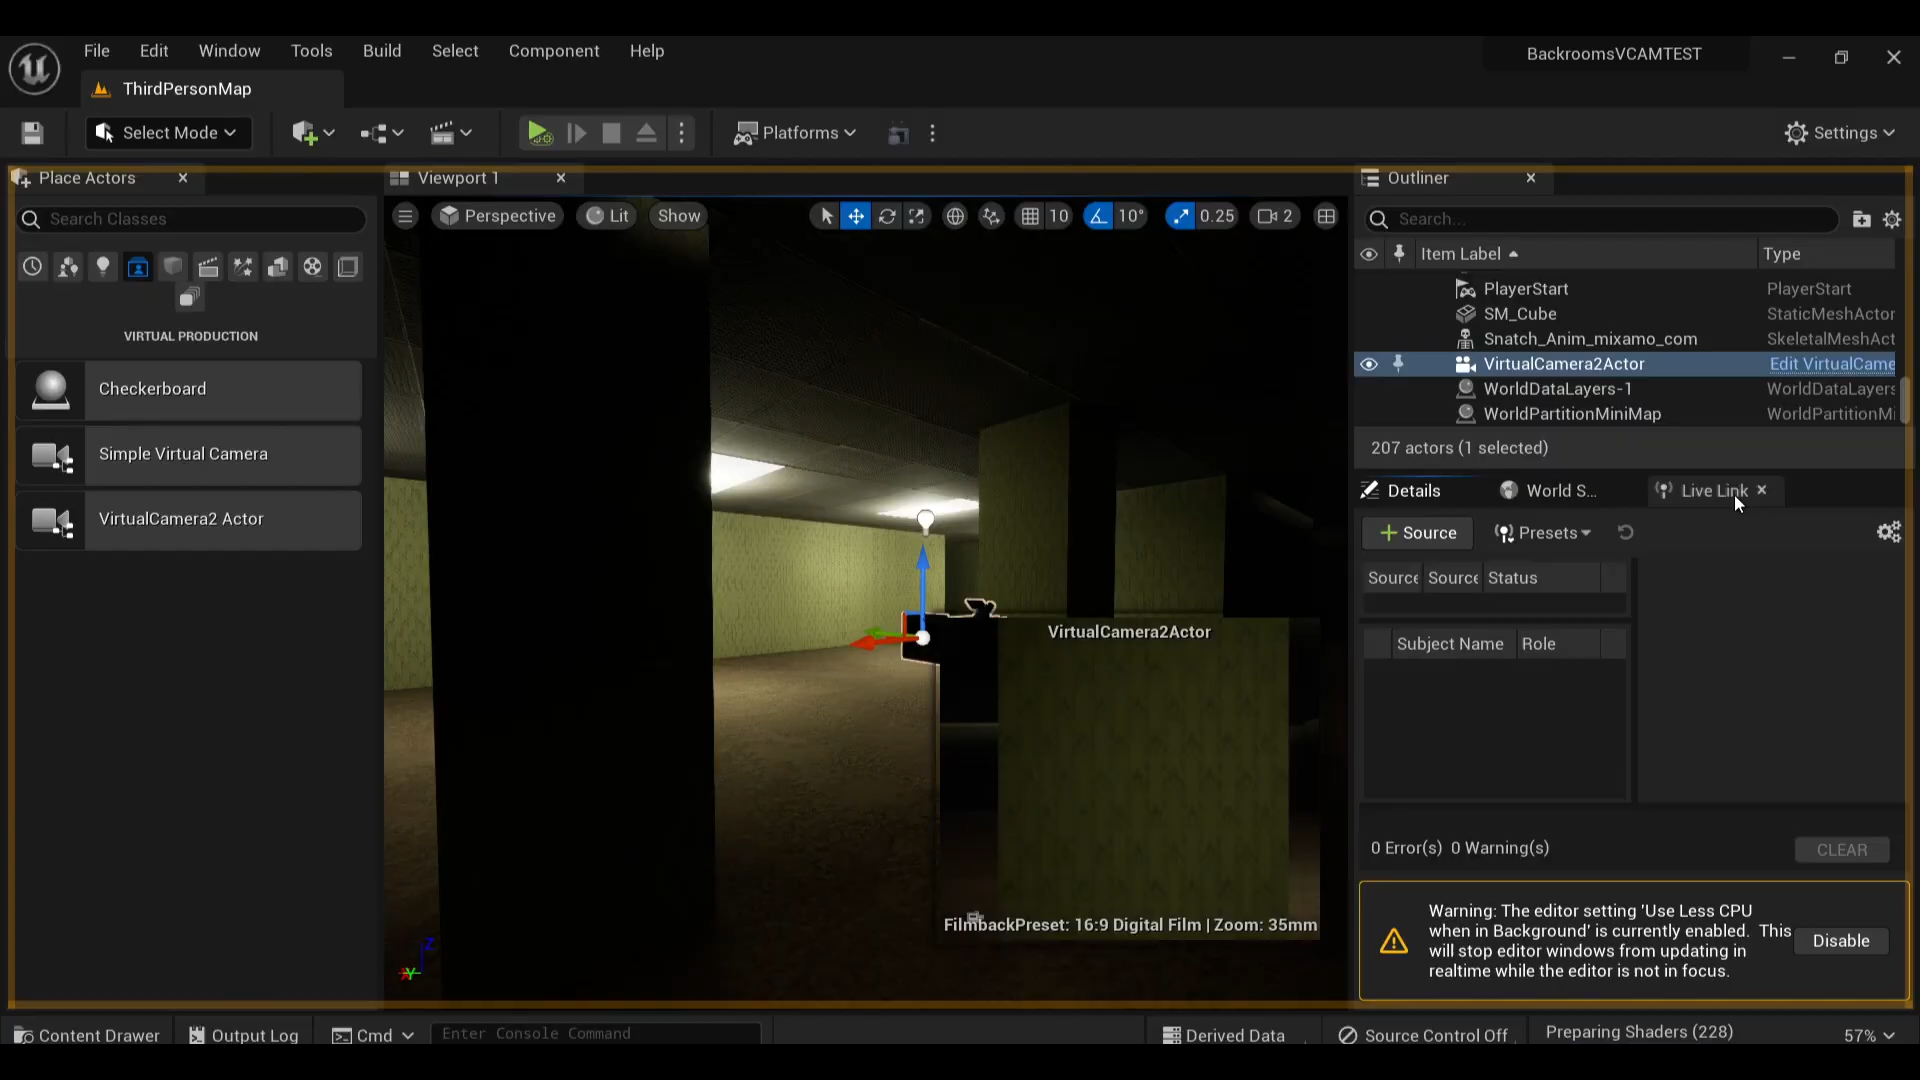 File Edit Window Tools Build Select Component Help
BackroomsVCAMTEST
ThirdPersonMap
Select Mode
Platforms
Settings
Place Actors
Search Classes
VIRTUAL PRODUCTION
Checkerboard
Simple Virtual Camera
VirtualCamera2 Actor
Viewport 1
Perspective Lit Show
10 10° 0.25 2
VirtualCamera2Actor
FilmbackPreset: 16:9 Digital Film | Zoom: 35mm
Z
Y
Outliner
Search...
Item Label Type
PlayerStart PlayerStart
SM_Cube StaticMeshActor
Snatch_Anim_mixamo_com SkeletalMeshAct
VirtualCamera2Actor Edit VirtualCame
WorldDataLayers-1 WorldDataLayers
WorldPartitionMiniMap WorldPartitionMi
207 actors (1 selected)
Details World S... Live Link
Source Presets
Source Source Status
Subject Name Role
0 Error(s) 0 Warning(s)
CLEAR
Warning: The editor setting 'Use Less CPU
when in Background' is currently enabled. This
will stop editor windows from updating in
realtime while the editor is not in focus.
Disable
Content Drawer Output Log Cmd Enter Console Command Derived Data Source Control Off Preparing Shaders (228) 57%